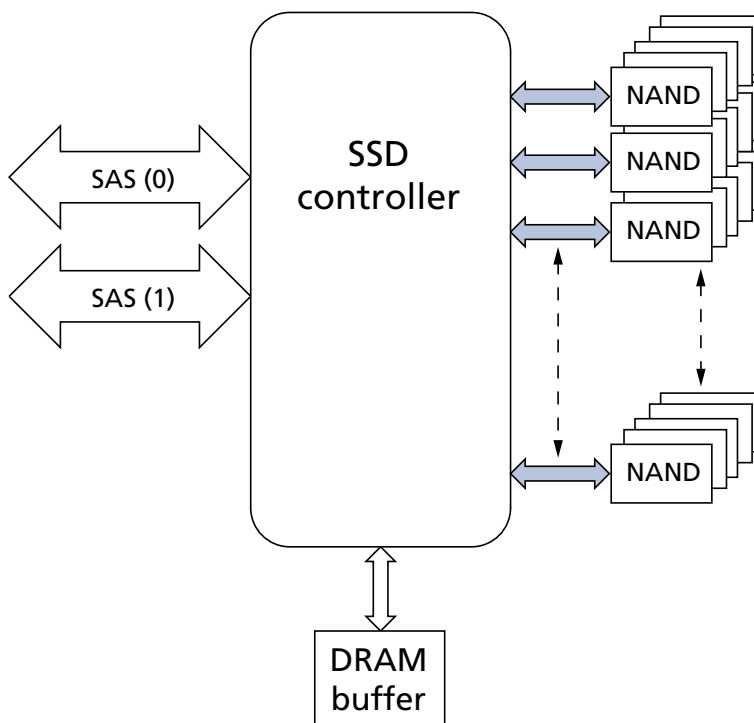 SAS (0)
SAS (1)
SSD
controller
NAND
NAND
NAND
NAND
DRAM
buffer